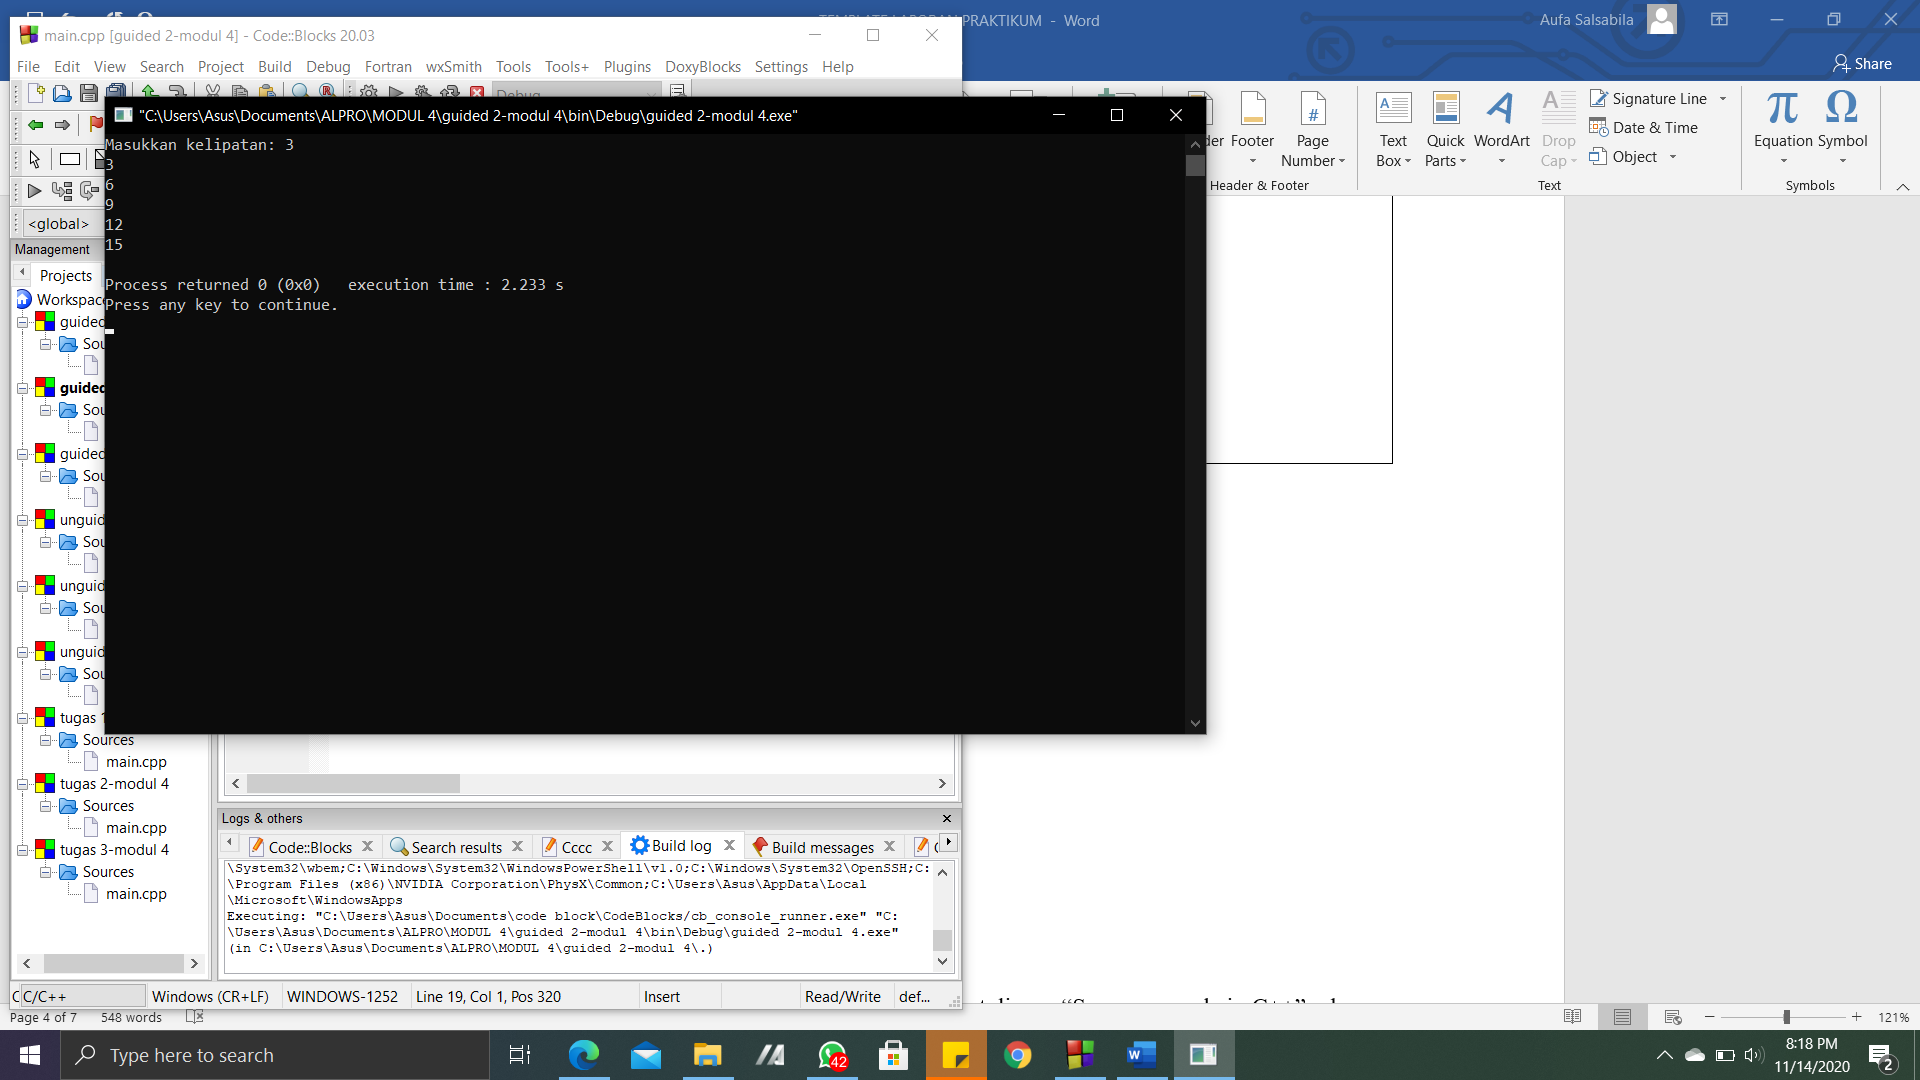 TEMPLATE LAPORAN PRAKTIKUM - Word
Aufa Salsabila
Share
main.cpp [guided 2-modul 4] - Code::Blocks 20.03
File Edit View Search Project Build Debug Fortran wxSmith Tools Tools+ Plugins DoxyBlocks Settings Help
Debug
"C:\Users\Asus\Documents\ALPRO\MODUL 4\guided 2-modul 4\bin\Debug\guided 2-modul 4.exe"
Masukkan kelipatan: 3
3
6
9
12
15
Process returned 0 (0x0)   execution time : 2.233 s
Press any key to continue.
Footer
Page Number
Header & Footer
Text Box
Quick Parts
WordArt
Drop Cap
Signature Line
Date & Time
Object
Text
Equation
Symbol
Symbols
<global>
Management
Projects
Workspace
guided
guided
guided
tugas 1
Sources
main.cpp
tugas 2-modul 4
Sources
main.cpp
tugas 3-modul 4
Sources
main.cpp
Logs & others
Code::Blocks
Search results
Cccc
Build log
Build messages
\System32\wbem;C:\Windows\System32\WindowsPowerShell\v1.0;C:\Windows\System32\OpenSSH;C:
\Program Files (x86)\NVIDIA Corporation\PhysX\Common;C:\Users\Asus\AppData\Local
\Microsoft\WindowsApps
Executing: "C:\Users\Asus\Documents\code block\CodeBlocks/cb_console_runner.exe" "C:
\Users\Asus\Documents\ALPRO\MODUL 4\guided 2-modul 4\bin\Debug\guided 2-modul 4.exe"
(in C:\Users\Asus\Documents\ALPRO\MODUL 4\guided 2-modul 4\.)
C/C++
Windows (CR+LF)
WINDOWS-1252
Line 19, Col 1, Pos 320
Insert
Read/Write
def...
Page 4 of 7
548 words
121%
Type here to search
42
8:18 PM
11/14/2020
2